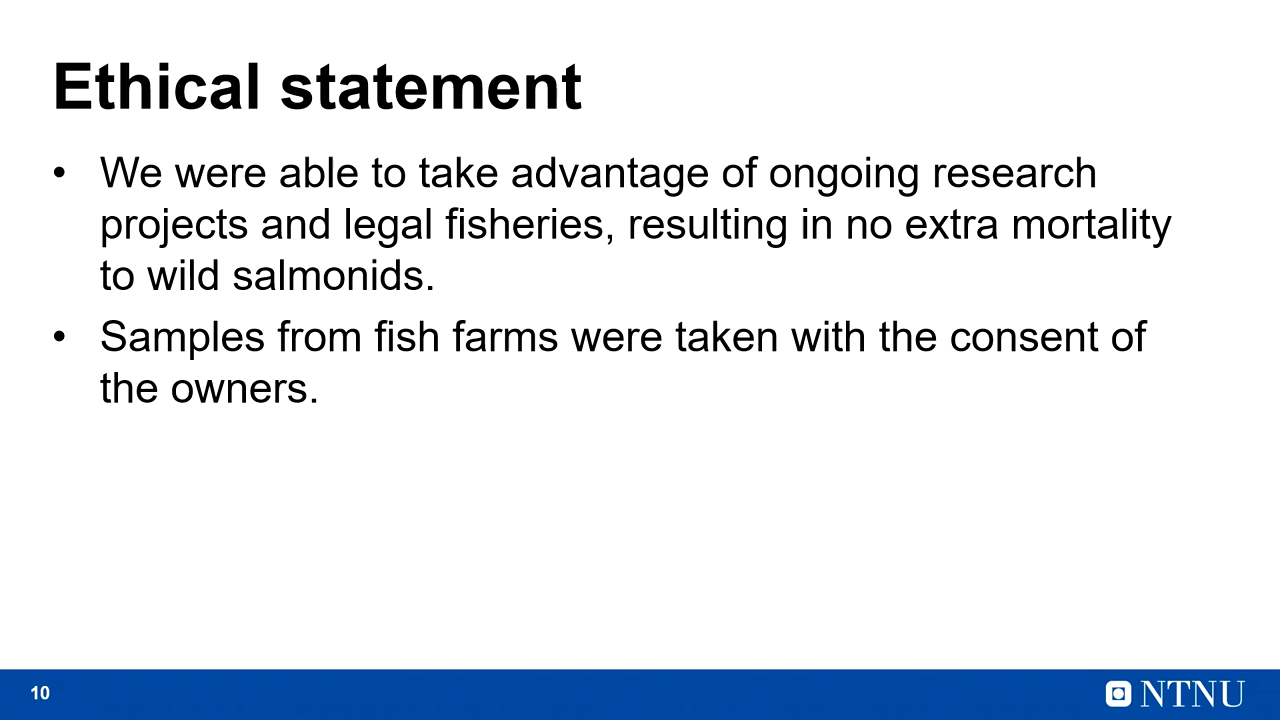 Ethical statement
• We were able to take advantage of ongoing research
projects and legal fisheries, resulting in no extra mortality
to wild salmonids.
• Samples from fish farms were taken with the consent of
the owners.
10
NTNU